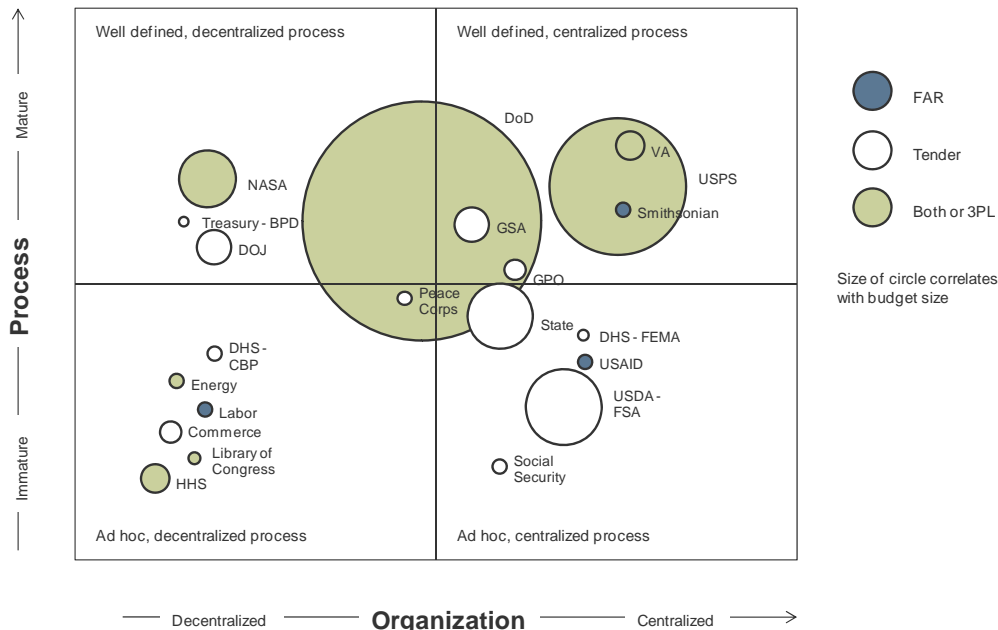 Well defined, decentralized process
Well defined, centralized process
DoD
VA
USPS
Smithsonian
NASA
Treasury - BPD
DOJ
GSA
GPO
Peace
Corps
State
DHS - FEMA
USAID
USDA -
FSA
Social
Security
DHS -
CBP
Energy
Labor
Commerce
Library of
Congress
HHS
Ad hoc, decentralized process
Ad hoc, centralized process
Mature
Process
Immature
Decentralized
Organization
Centralized
FAR
Tender
Both or 3PL
Size of circle correlates
with budget size